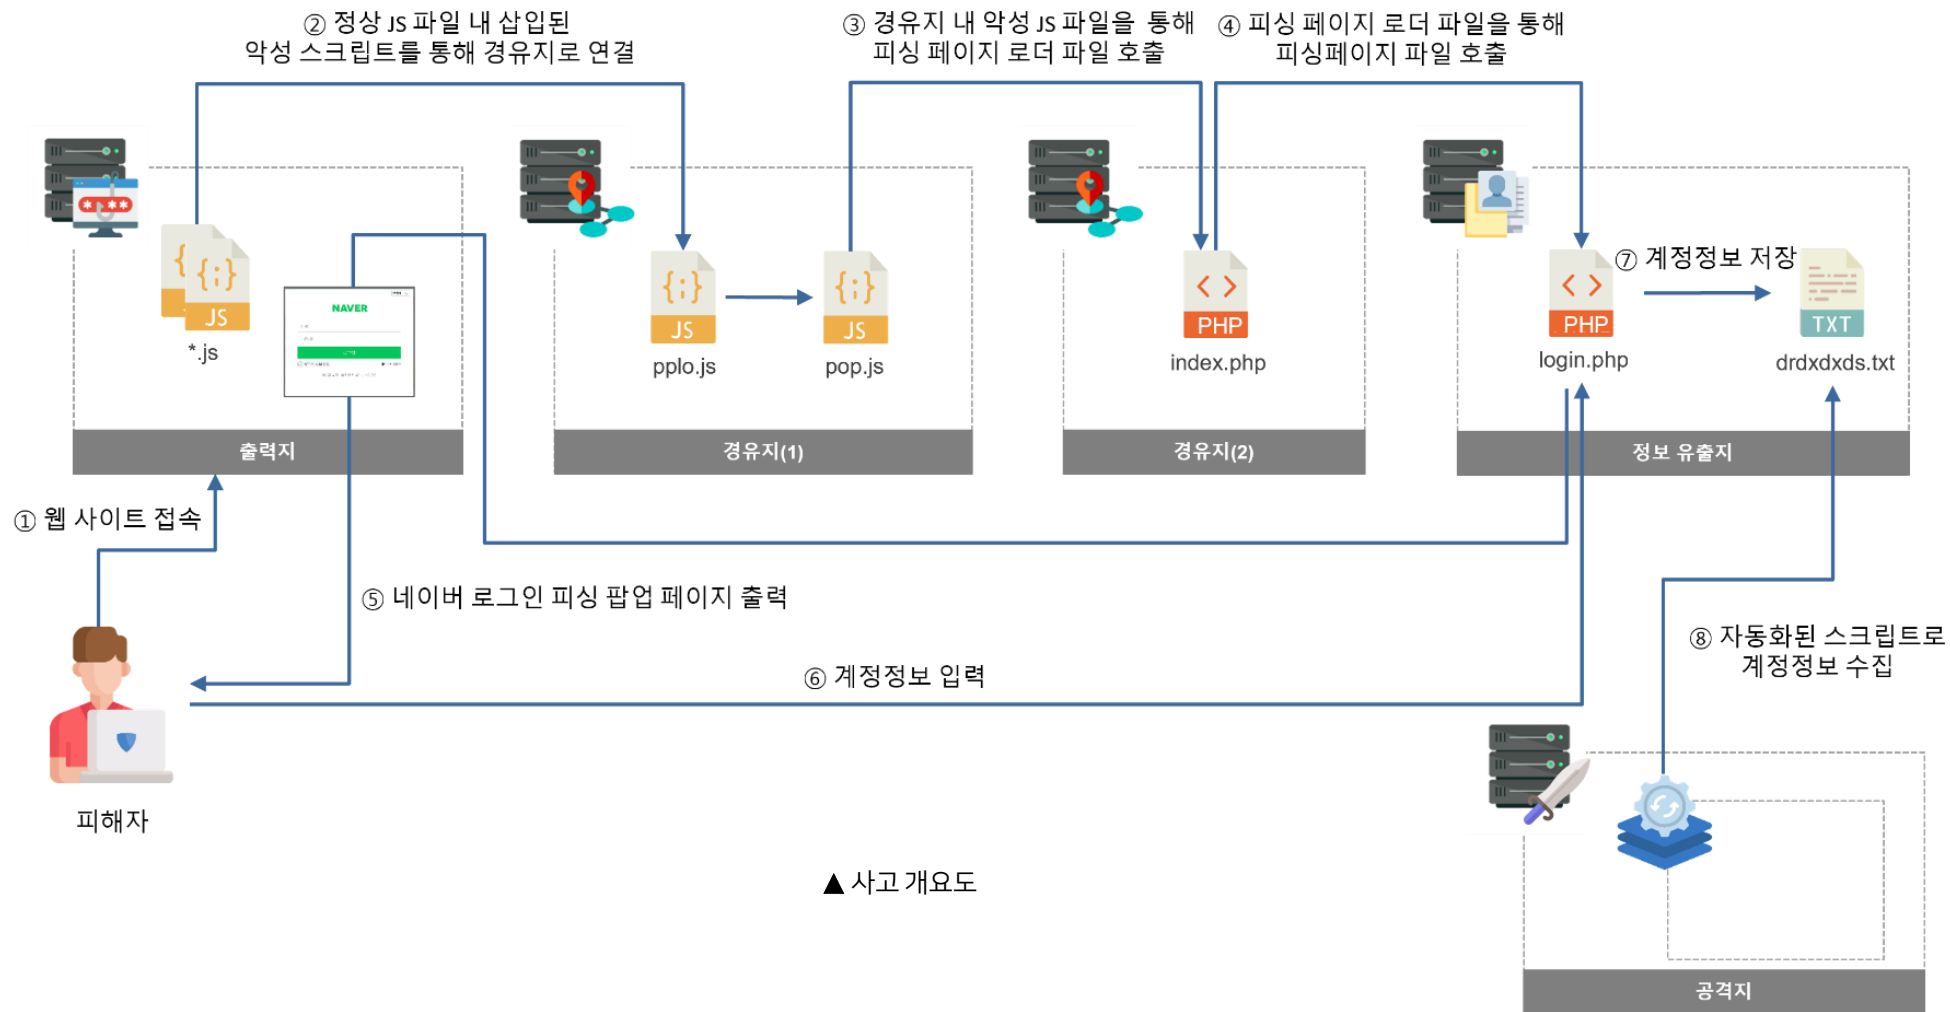 ② 정상 JS 파일 내 삽입된
악성 스크립트를 통해 경유지로 연결
③ 경유지 내 악성 JS 파일을 통해
피싱 페이지 로더 파일 호출
④ 피싱 페이지 로더 파일을 통해
피싱페이지 파일 호출
JS
*.js
NAVER
출력지
JS
pplo.js
JS
pop.js
경유지(1)
PHP
index.php
경유지(2)
PHP
login.php
⑦ 계정정보 저장
TXT
drdxdxds.txt
정보 유출지
① 웹 사이트 접속
⑤ 네이버 로그인 피싱 팝업 페이지 출력
⑥ 계정정보 입력
⑧ 자동화된 스크립트로
계정정보 수집
피해자
▲ 사고 개요도
공격지